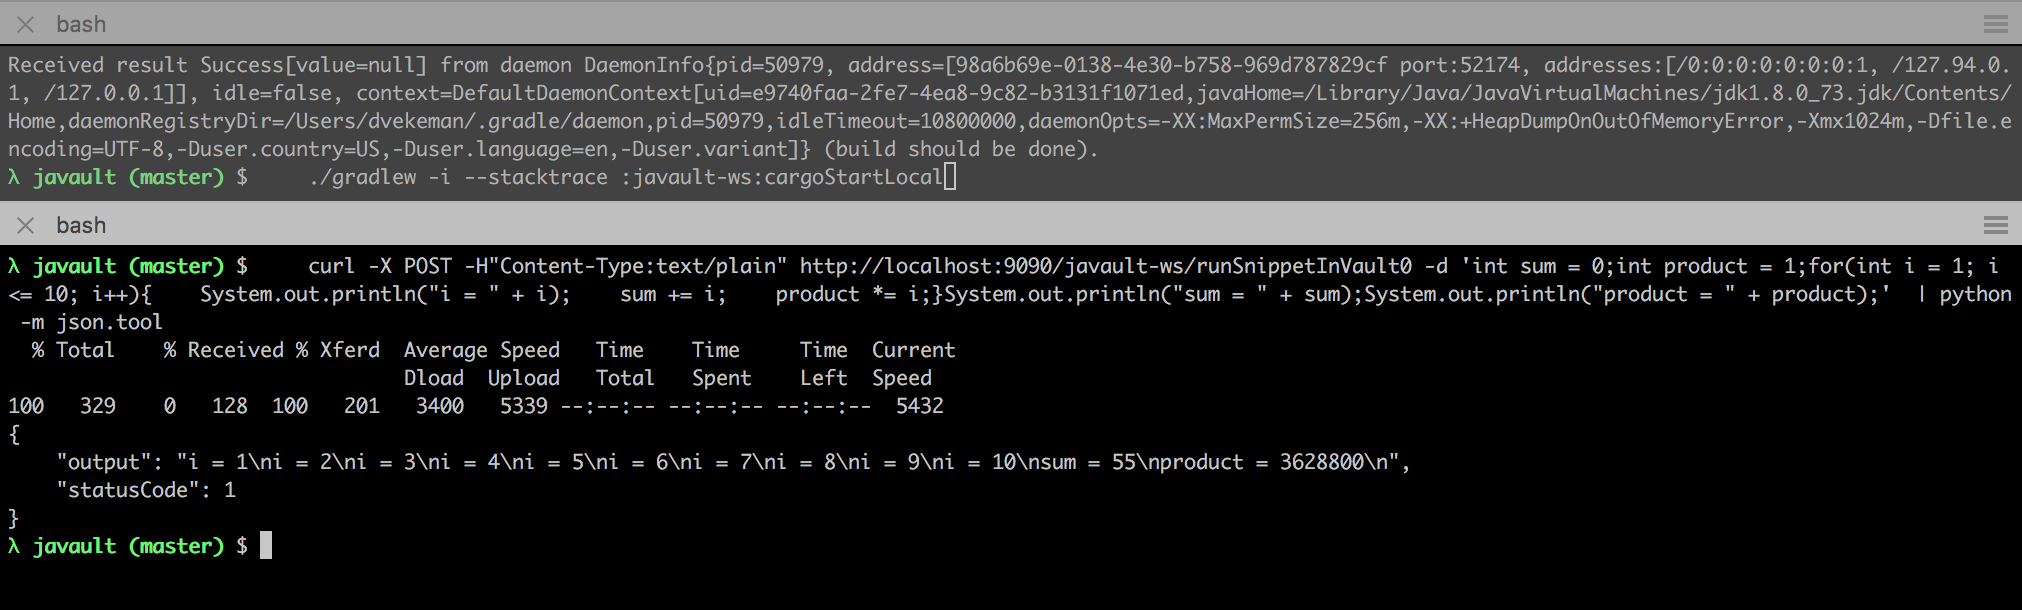 bash
Received result Success[value=null] from daemon DaemonInfo{pid=50979, address=[98a6b69e-0138-4e30-b758-969d787829cf port:52174, addresses:[/0:0:0:0:0:0:0:1, /127.94.0.
1, /127.0.0.1]], idle=false, context=DefaultDaemonContext[uid=e9740faa-2fe7-4ea8-9c82-b3131f1071ed,javaHome=/Library/Java/JavaVirtualMachines/jdk1.8.0_73.jdk/Contents/
Home,daemonRegistryDir=/Users/dvekeman/.gradle/daemon,pid=50979,idleTimeout=10800000,daemonOpts=-XX:MaxPermSize=256m,-XX:+HeapDumpOnOutOfMemoryError,-Xmx1024m,-Dfile.e
ncoding=UTF-8,-Duser.country=US,-Duser.language=en,-Duser.variant]} (build should be done).
λ javault (master) $     ./gradlew -i --stacktrace :javault-ws:cargoStartLocal
bash
λ javault (master) $     curl -X POST -H"Content-Type:text/plain" http://localhost:9090/javault-ws/runSnippetInVault0 -d 'int sum = 0;int product = 1;for(int i = 1; i
<= 10; i++){    System.out.println("i = " + i);    sum += i;    product *= i;}System.out.println("sum = " + sum);System.out.println("product = " + product);'  | python
 -m json.tool
  % Total    % Received % Xferd  Average Speed   Time    Time     Time  Current
                                 Dload  Upload   Total   Spent    Left  Speed
100   329    0   128  100   201   3400   5339 --:--:-- --:--:-- --:--:--  5432
{
    "output": "i = 1\ni = 2\ni = 3\ni = 4\ni = 5\ni = 6\ni = 7\ni = 8\ni = 9\ni = 10\nsum = 55\nproduct = 3628800\n",
    "statusCode": 1
}
λ javault (master) $